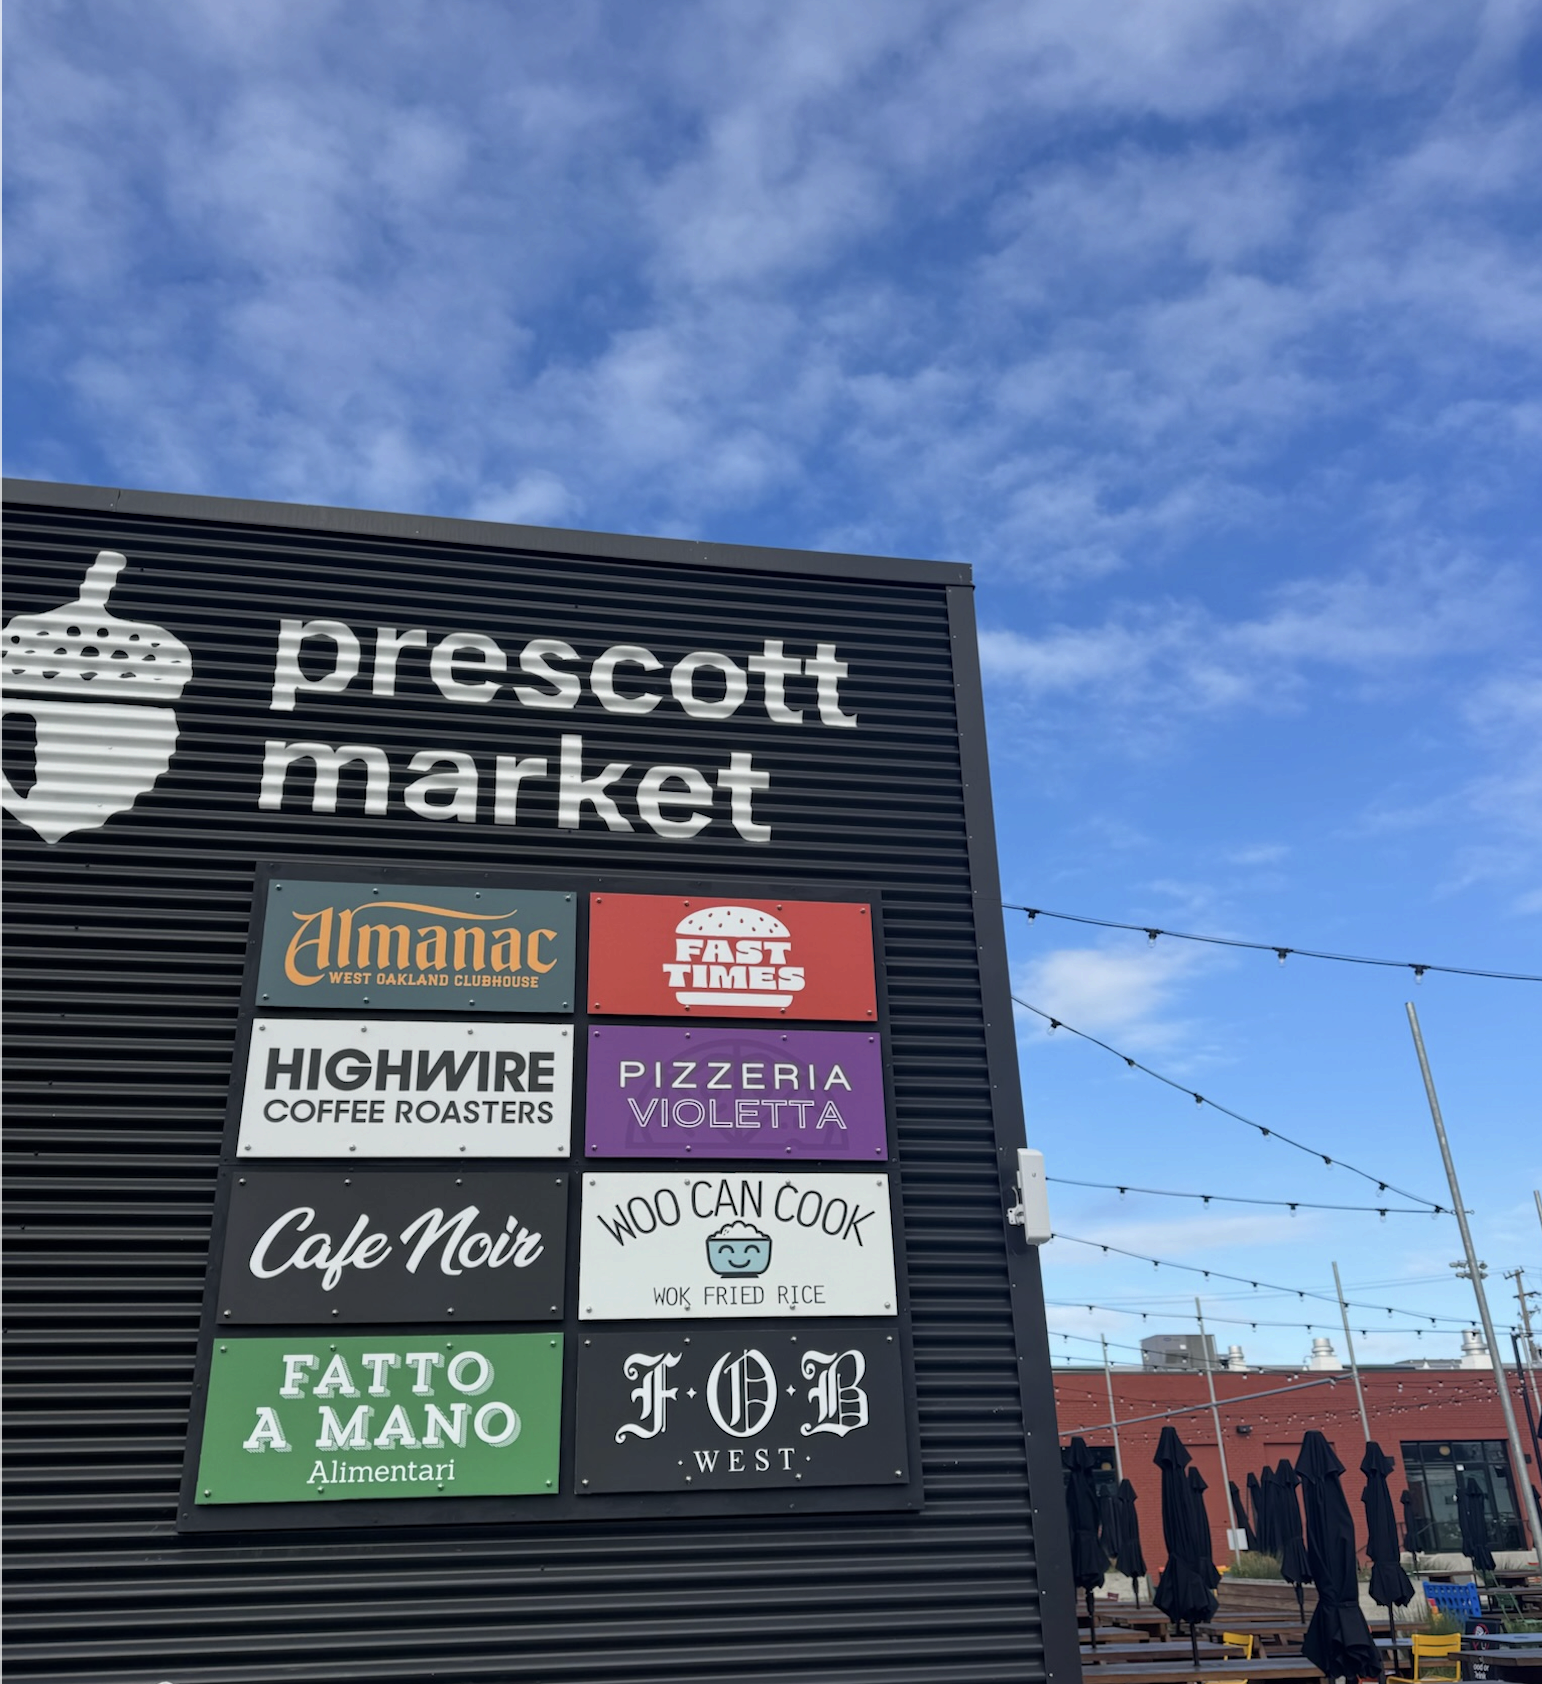 prescott
market
Almanac
WEST OAKLAND CLUBHOUSE
FAST
TIMES
HIGHWIRE
COFFEE ROASTERS
PIZZERIA
VIOLETTA
Cafe Noir
WOO CAN COOK
WOK FRIED RICE
FATTO
A MANO
Alimentari
F·O·B
·WEST·